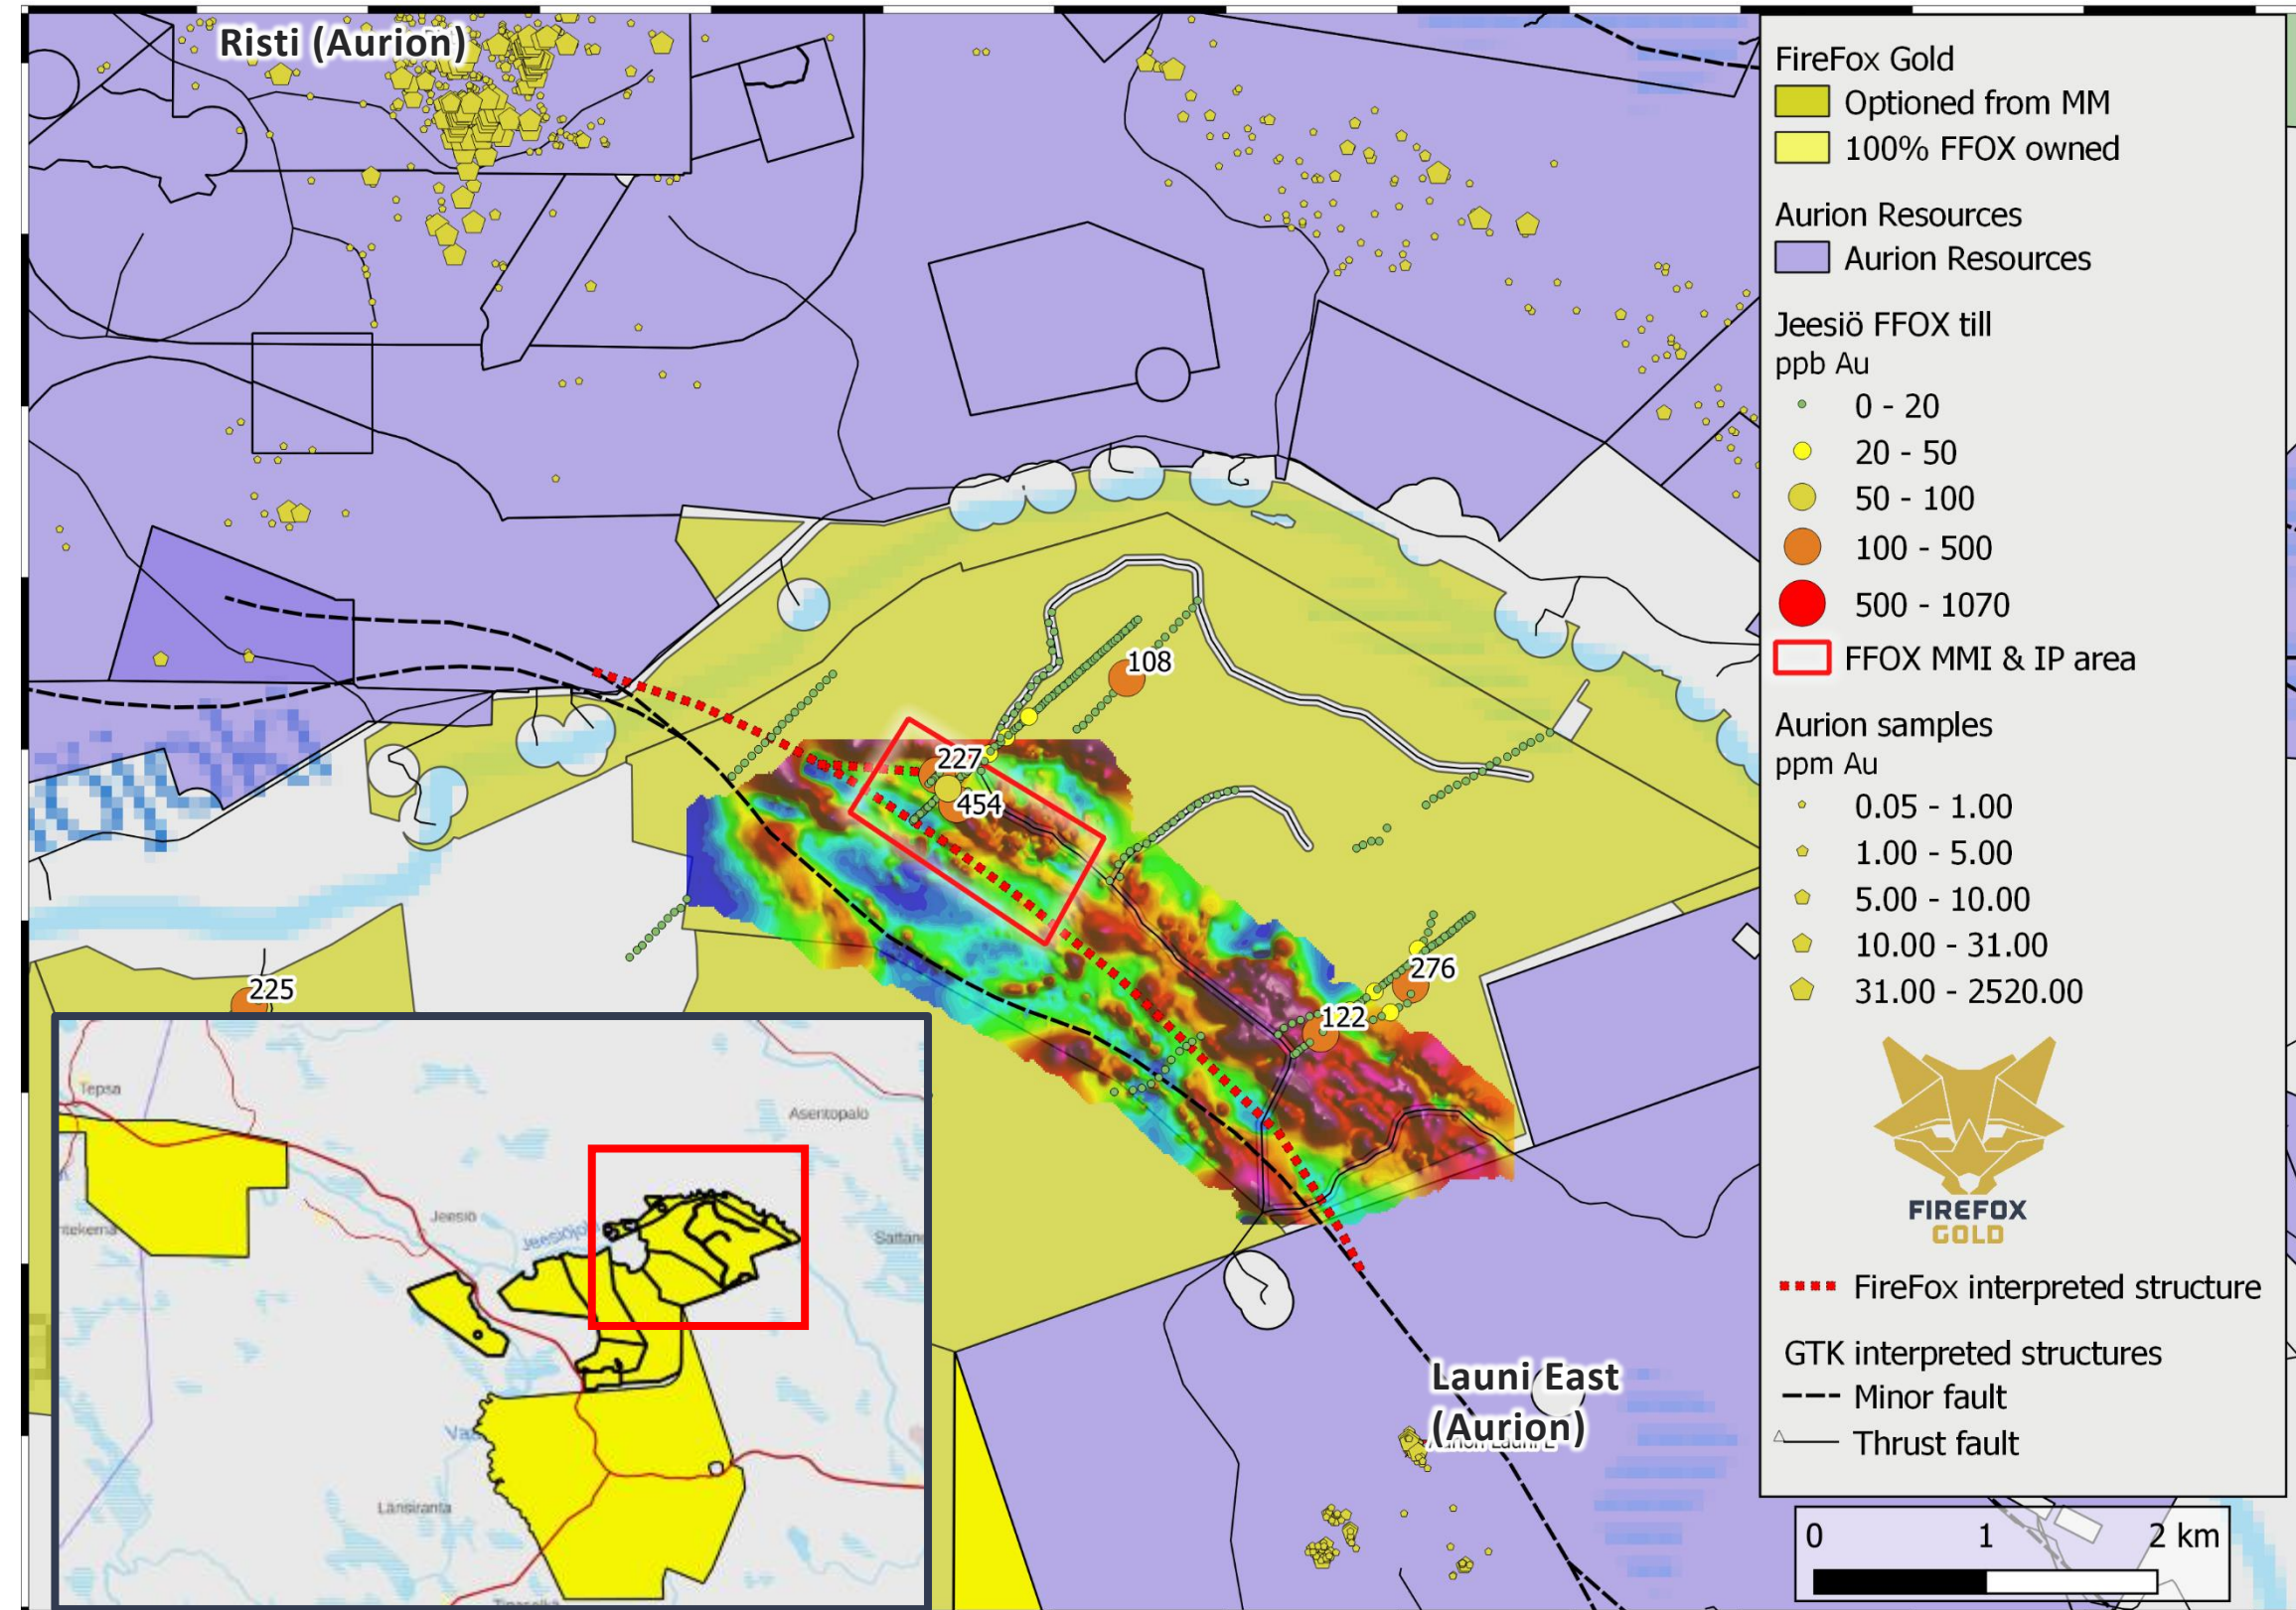 Risti (Aurion)
108
227
454
276
122
225
Launi East
(Aurion)
FireFox Gold
Optioned from MM
100% FFOX owned
Aurion Resources
Aurion Resources
Jeesiö FFOX till
ppb Au
0 - 20
20 - 50
50 - 100
100 - 500
500 - 1070
FFOX MMI & IP area
Aurion samples
ppm Au
0.05 - 1.00
1.00 - 5.00
5.00 - 10.00
10.00 - 31.00
31.00 - 2520.00
FIREFOX
GOLD
FireFox interpreted structure
GTK interpreted structures
Minor fault
Thrust fault
0 1 2 km
Tepsa
Asentopalo
Jeesiö
Länsiranta